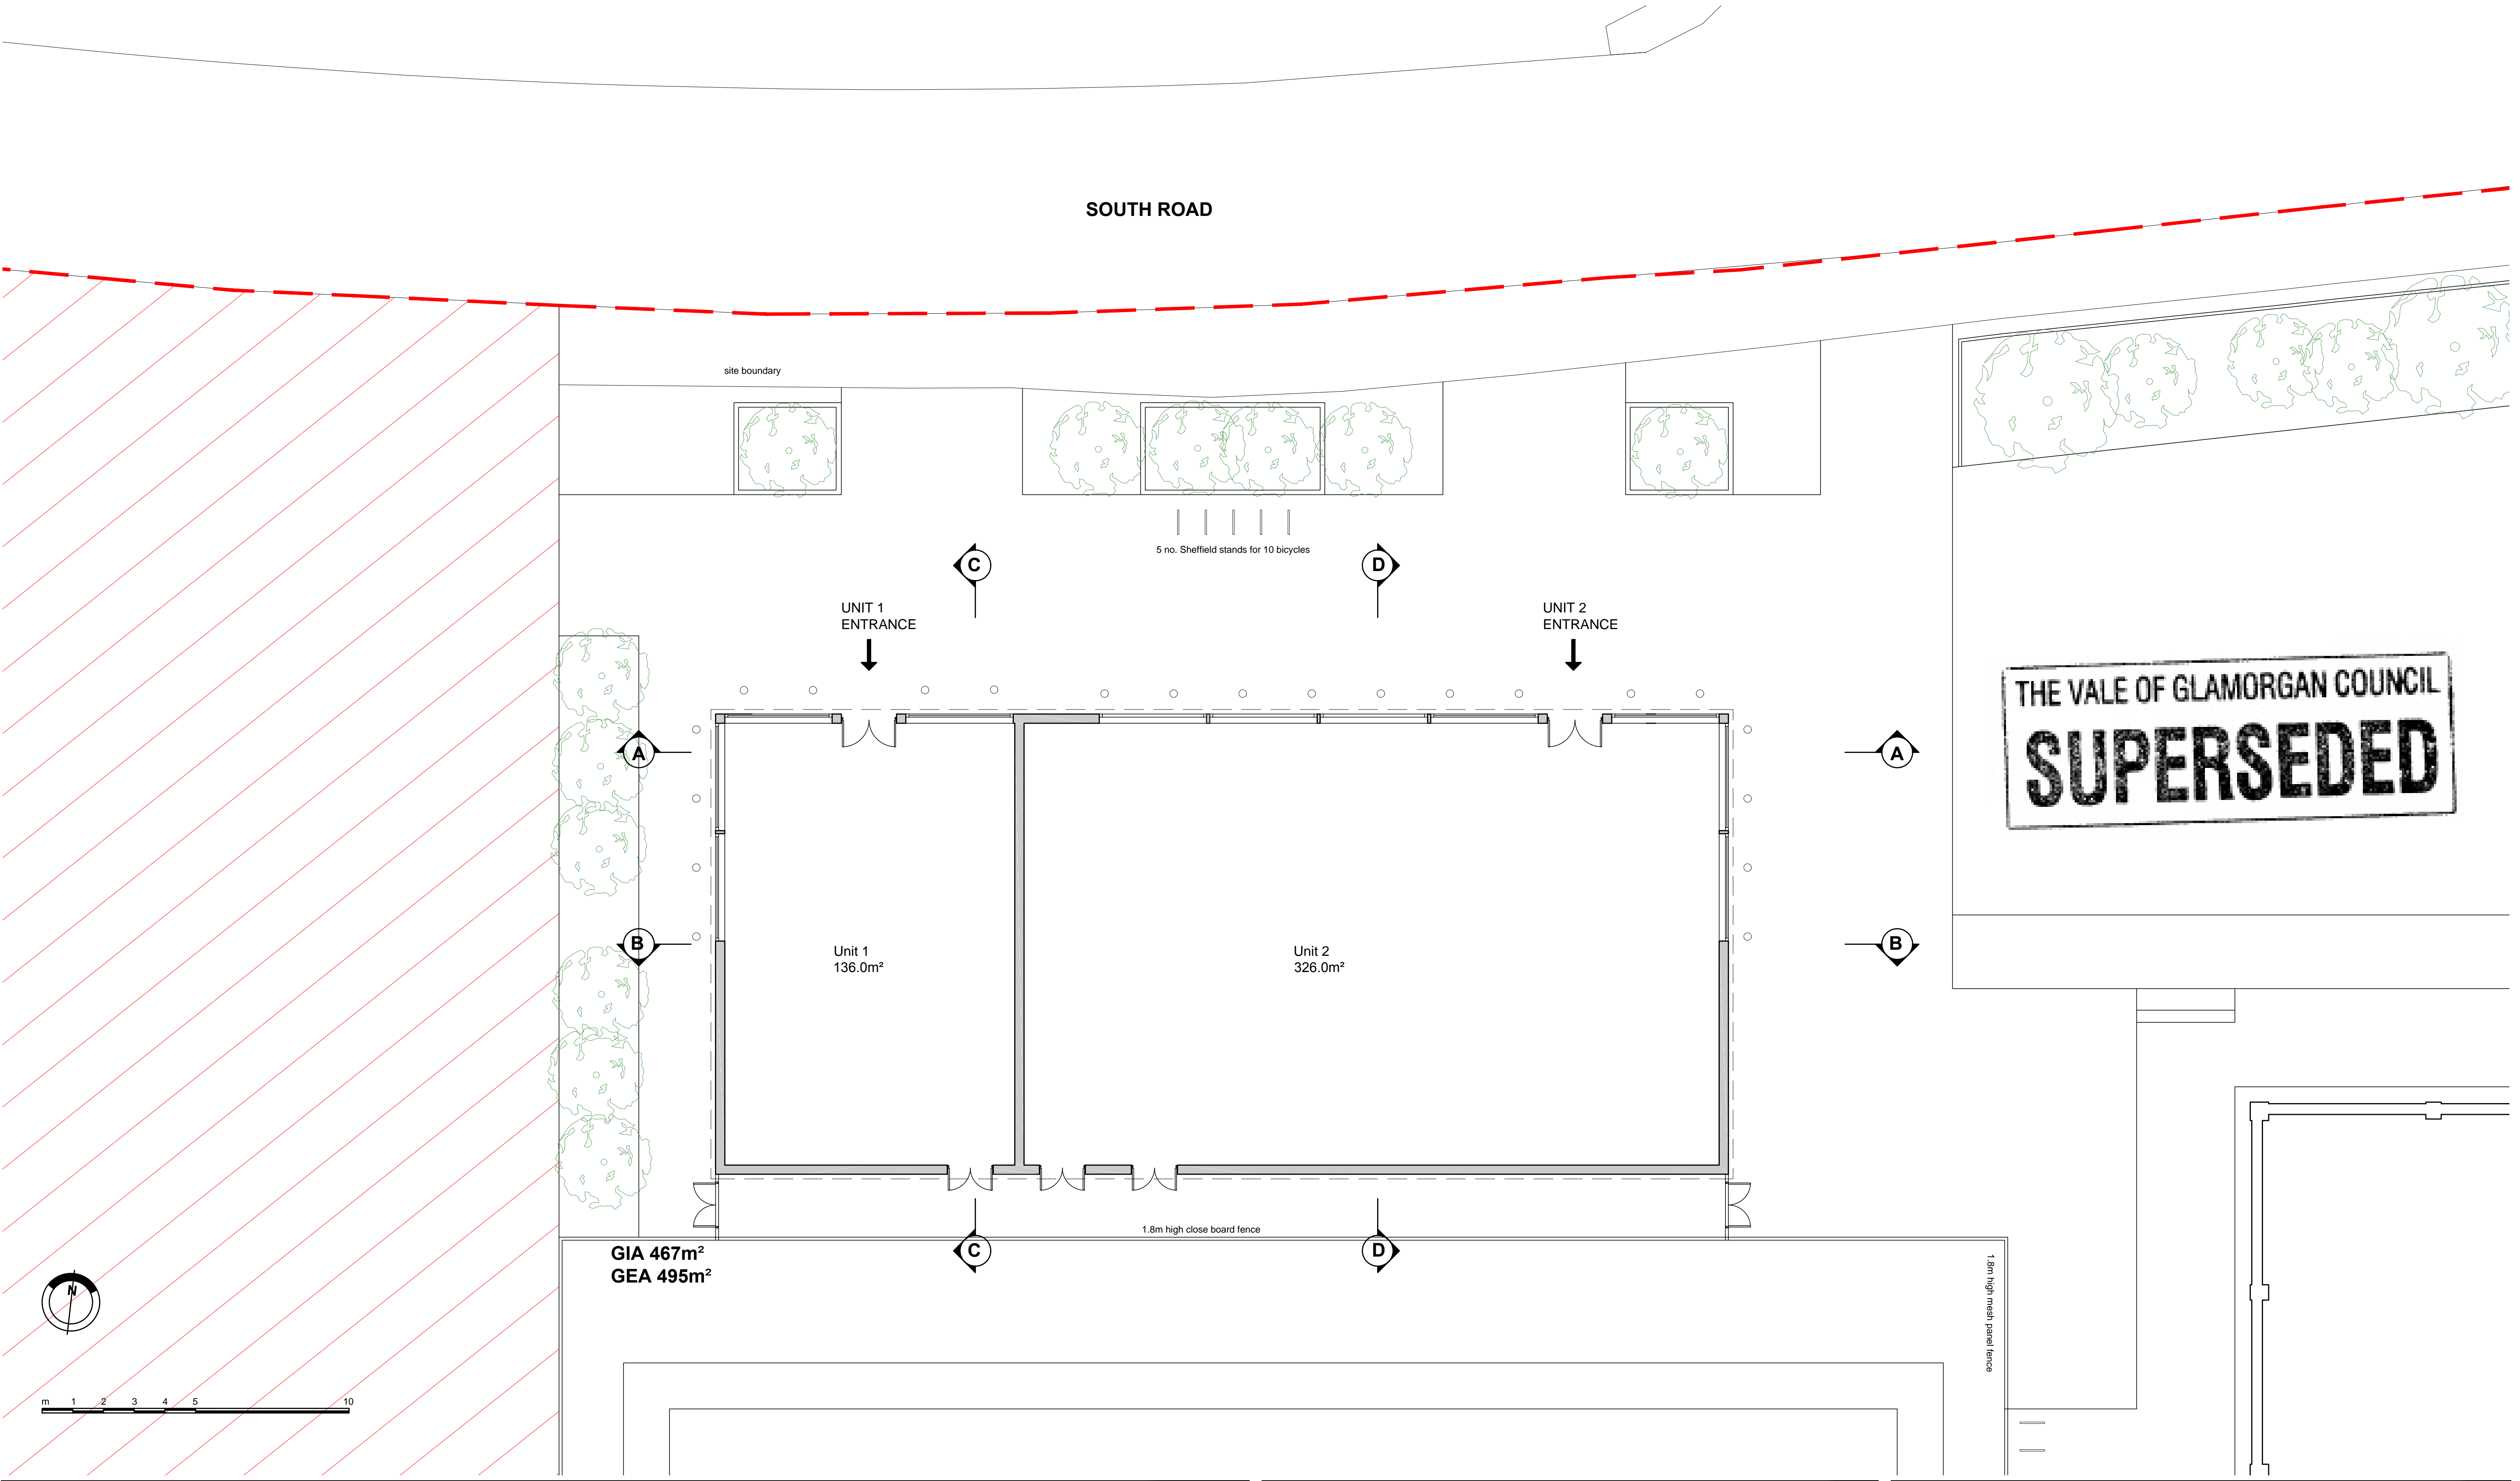 SOUTH ROAD
site boundary
5 no. Sheffield stands for 10 bicycles
C
D
UNIT 1
ENTRANCE
UNIT 2
ENTRANCE
THE VALE OF GLAMORGAN COUNCIL
SUPERSEDED
A
A
B
B
Unit 1
136.0m²
Unit 2
326.0m²
1.8m high close board fence
C
D
GIA 467m²
GEA 495m²
1.8m high mesh panel fence
N
m 1 2 3 4 5 10